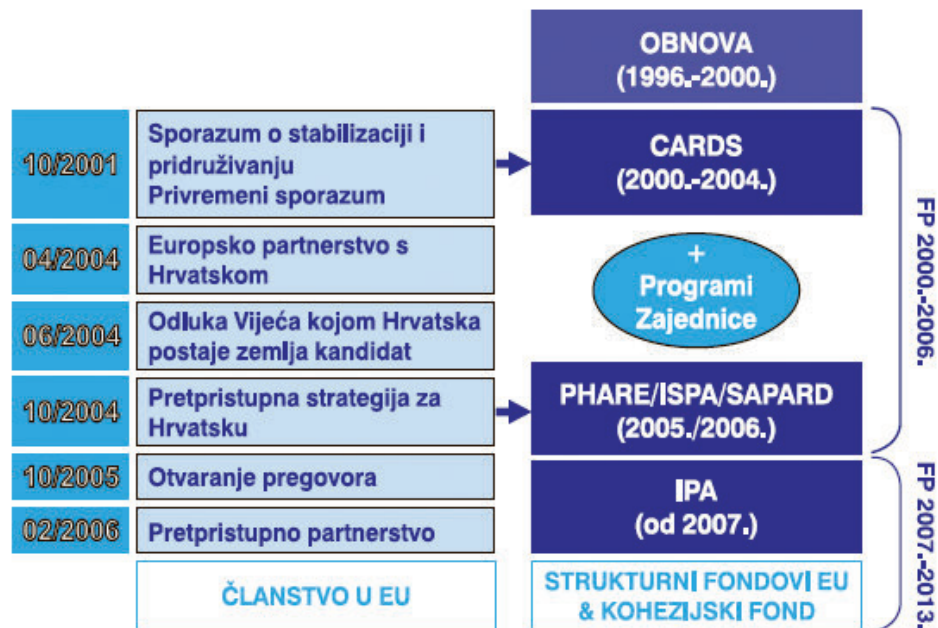 OBNOVA
(1996.-2000.)
10/2001
Sporazum o stabilizaciji i
pridruživanju
Privremeni sporazum
CARDS
(2000.-2004.)
04/2004
Europsko partnerstvo s
Hrvatskom
+
Programi
Zajednice
06/2004
Odluka Vijeća kojom Hrvatska
postaje zemlja kandidat
10/2004
Pretpristupna strategija za
Hrvatsku
PHARE/ISPA/SAPARD
(2005./2006.)
FP 2000.-2006.
10/2005
Otvaranje pregovora
IPA
(od 2007.)
02/2006
Pretpristupno partnerstvo
ČLANSTVO U EU
STRUKTURNI FONDOVI EU
& KOHEZIJSKI FOND
FP 2007.-2013.